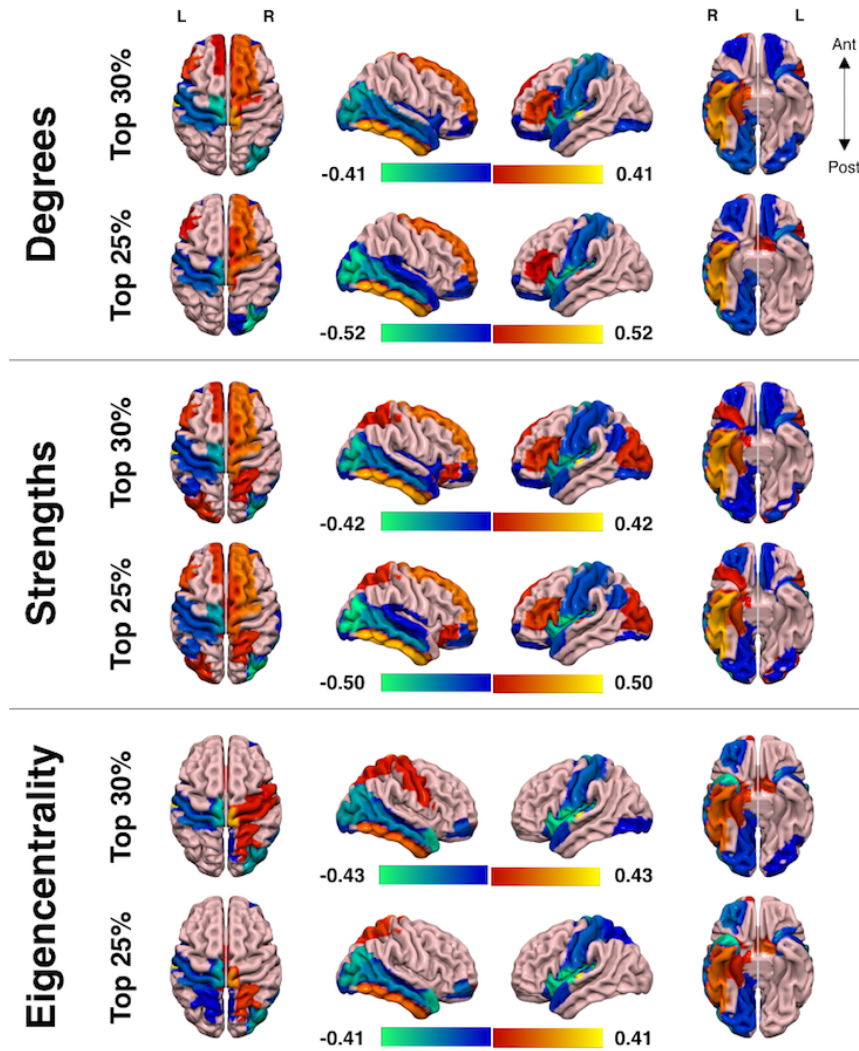 L R R L
Ant
Post
Degrees
Top 30%
-0.41 0.41
Top 25%
-0.52 0.52
Strengths
Top 30%
-0.42 0.42
Top 25%
-0.50 0.50
Eigencentrality
Top 30%
-0.43 0.43
Top 25%
-0.41 0.41